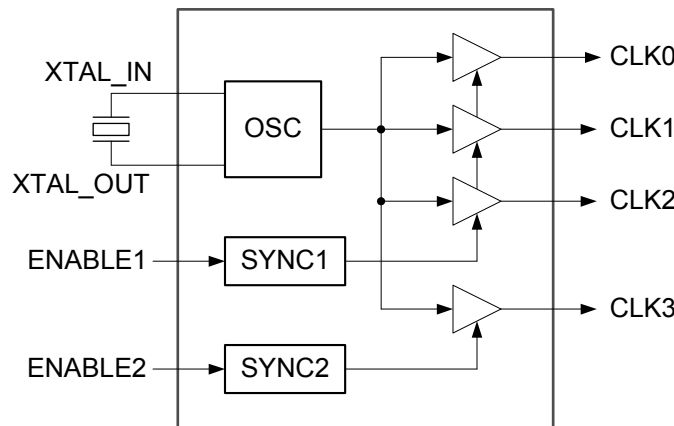 XTAL_IN
OSC
XTAL_OUT
CLK0
CLK1
CLK2
ENABLE1
SYNC1
CLK3
ENABLE2
SYNC2